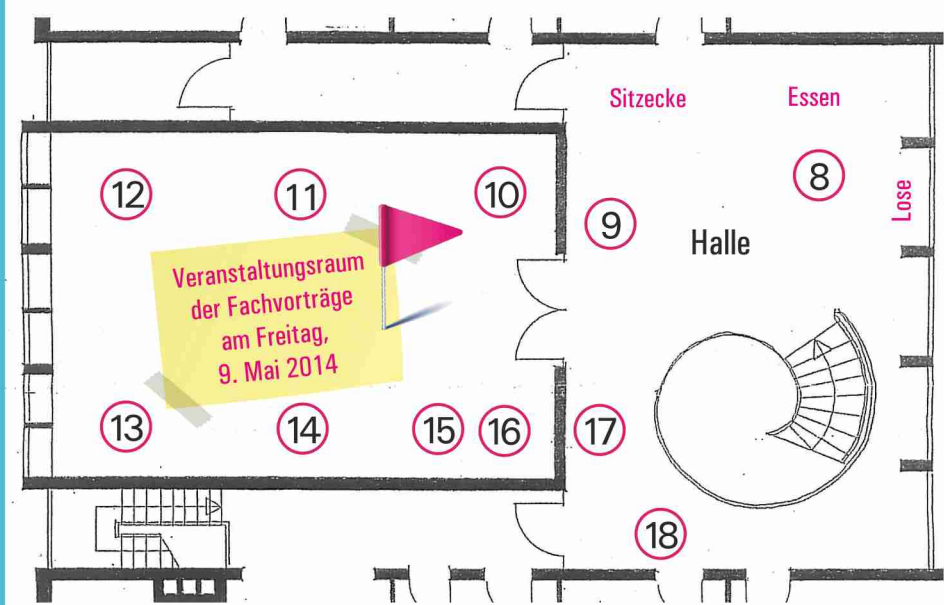 Sitzecke
Essen
12
11
10
8
9
Lose
Halle
Veranstaltungsraum
der Fachvorträge
am Freitag,
9. Mai 2014
13
14
15
16
17
18